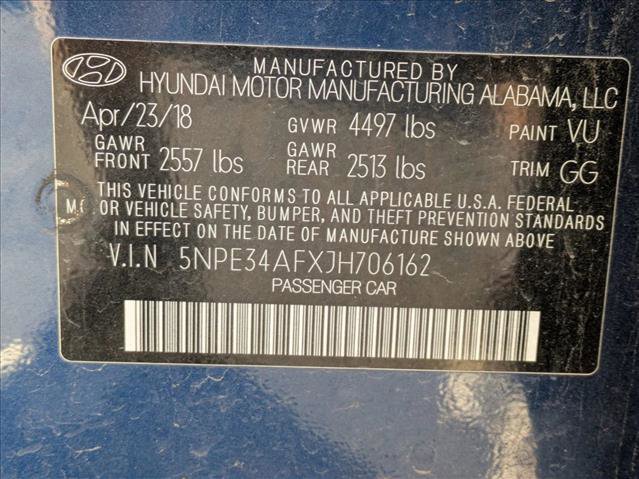 MANUFACTURED BY
HYUNDAI MOTOR MANUFACTURING ALABAMA, LLC
Apr/23/18 GVWR 4497 lbs PAINT VU
GAWR FRONT 2557 lbs GAWR REAR 2513 lbs TRIM GG
THIS VEHICLE CONFORMS TO ALL APPLICABLE U.S.A. FEDERAL
MOTOR VEHICLE SAFETY, BUMPER, AND THEFT PREVENTION STANDARDS
IN EFFECT ON THE DATE OF MANUFACTURE SHOWN ABOVE.
V.I.N 5NPE34AFXJH706162
PASSENGER CAR